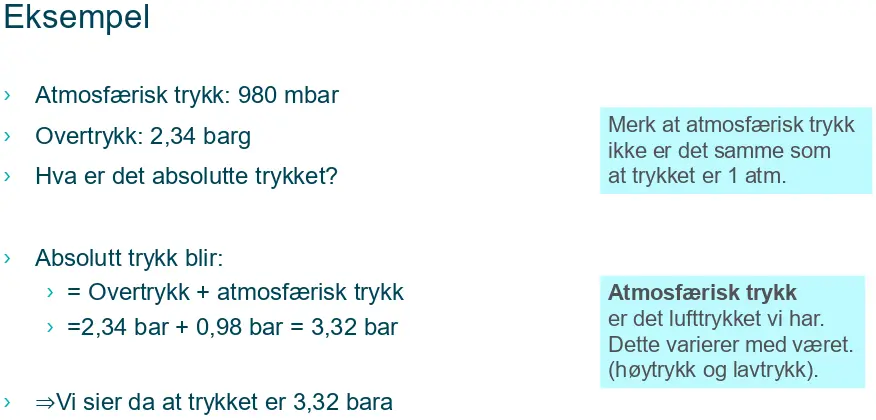 Eksempel
› Atmosfærisk trykk: 980 mbar
› Overtrykk: 2,34 barg
› Hva er det absolutte trykket?
Merk at atmosfærisk trykk
ikke er det samme som
at trykket er 1 atm.
› Absolutt trykk blir:
› = Overtrykk + atmosfærisk trykk
› =2,34 bar + 0,98 bar = 3,32 bar
Atmosfærisk trykk
er det lufttrykket vi har.
Dette varierer med været.
(høytrykk og lavtrykk).
› ⇒Vi sier da at trykket er 3,32 bara